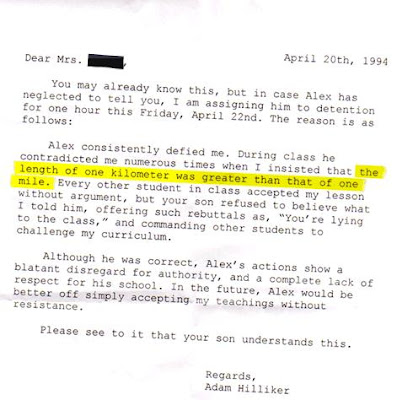 Dear Mrs.
April 20th, 1994
You may already know this, but in case Alex has
neglected to tell you, I am assigning him to detention
for one hour this Friday, April 22nd. The reason is as
follows:
Alex consistently defied me. During class he
contradicted me numerous times when I insisted that the
length of one kilometer was greater than that of one
mile. Every other student in class accepted my lesson
without argument, but your son refused to believe what
I told him, offering such rebuttals as, "You're lying
to the class," and commanding other students to
challenge my curriculum.
Although he was correct, Alex's actions show a
blatant disregard for authority, and a complete lack of
respect for his school. In the future, Alex would be
better off simply accepting my teachings without
resistance.
Please see to it that your son understands this.
Regards,
Adam Hilliker